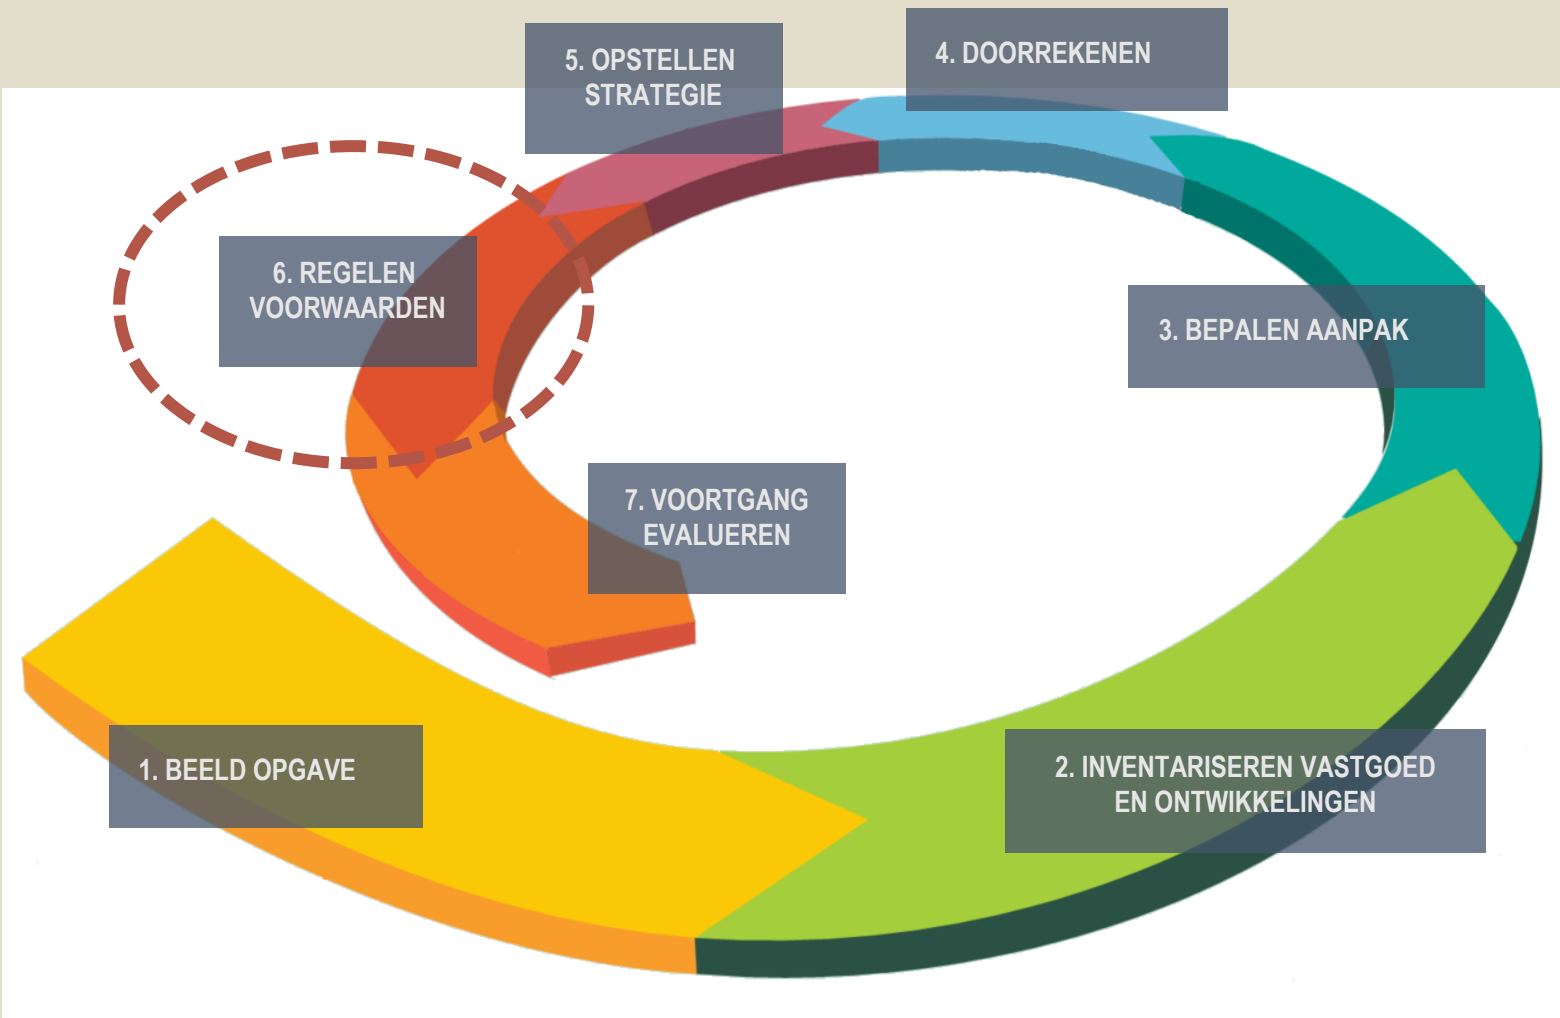 5. OPSTELLEN
STRATEGIE
4. DOORREKENEN
6. REGELEN
VOORWAARDEN
3. BEPALEN AANPAK
7. VOORTGANG
EVALUEREN
1. BEELD OPGAVE
2. INVENTARISEREN VASTGOED
EN ONTWIKKELINGEN